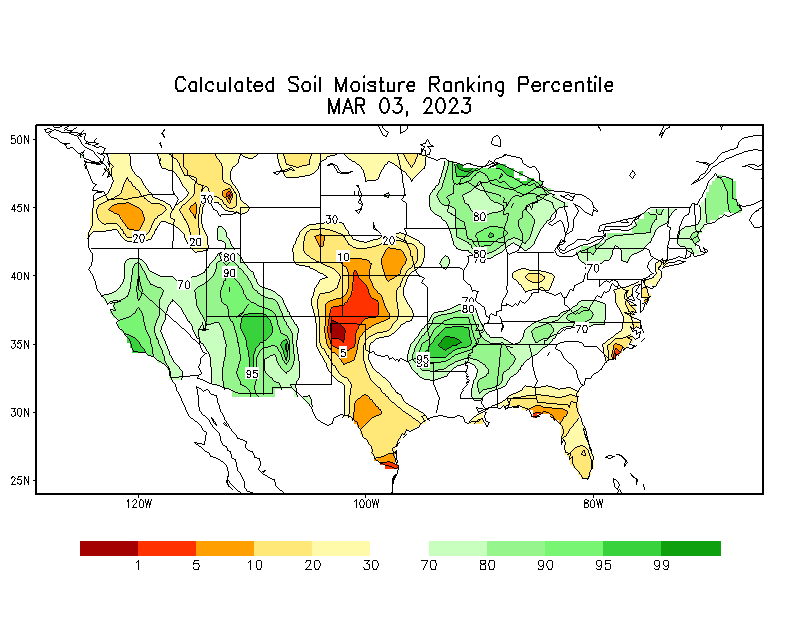 Calculated Soil Moisture Ranking Percentile
MAR 03, 2023
50N
45N
40N
35N
30N
25N
30
80
30
20
20
20
80
70
10
80
90
70
70
70
80
70
5
95
95
120W
100W
80W
1 5 10 20 30 70 80 90 95 99